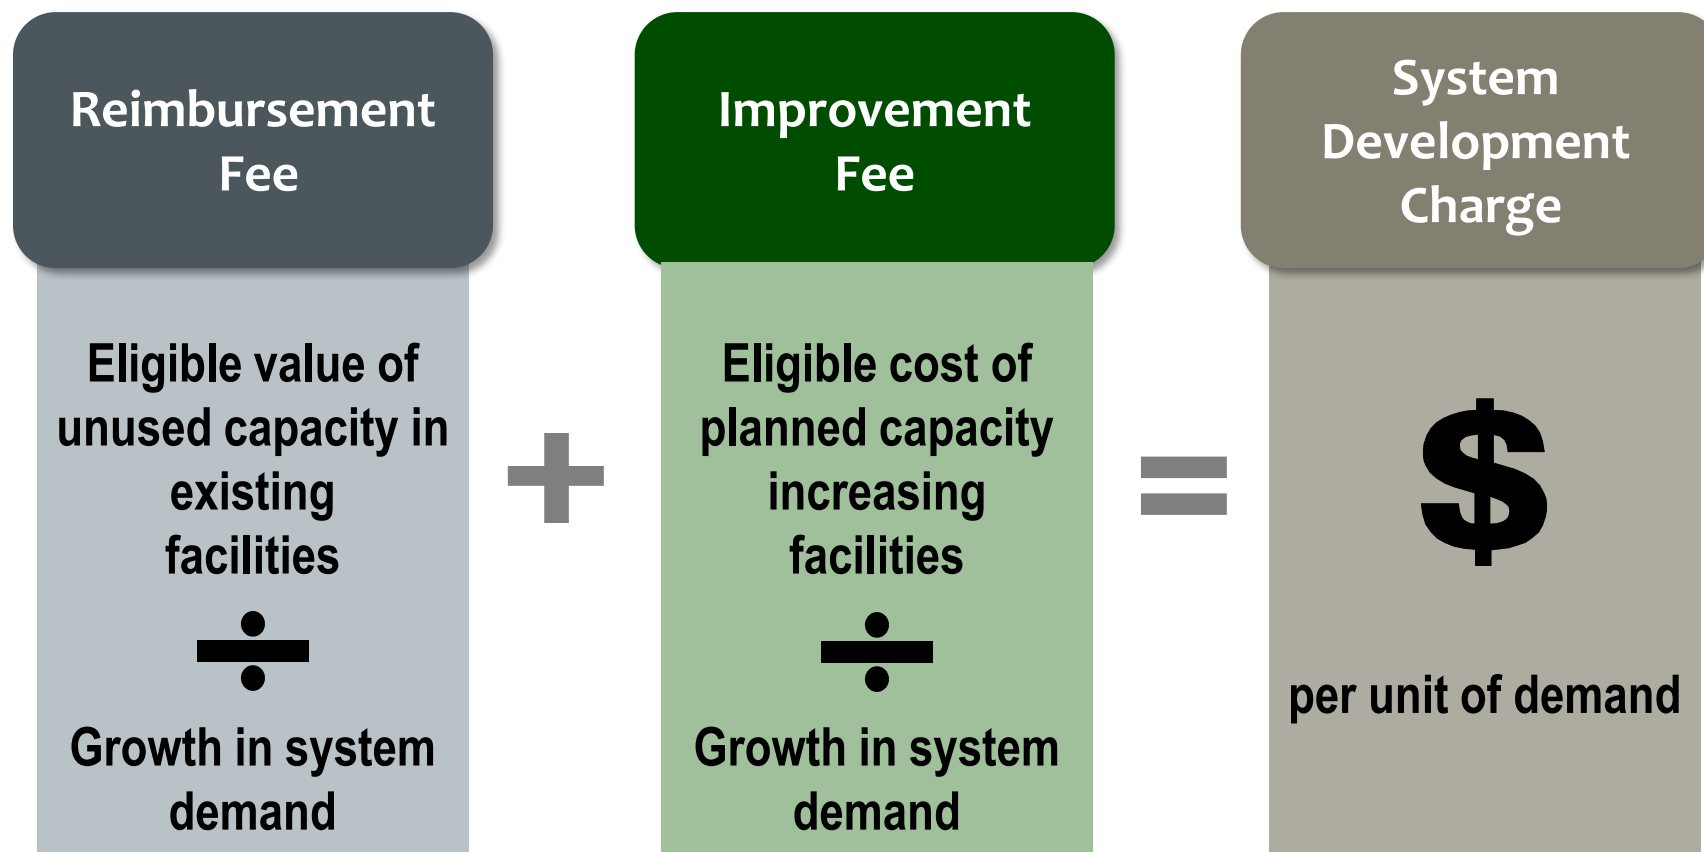 Reimbursement
Fee
Eligible value of
unused capacity in
existing
facilities
÷
Growth in system
demand
+
Improvement
Fee
Eligible cost of
planned capacity
increasing
facilities
÷
Growth in system
demand
=
System
Development
Charge
$
per unit of demand